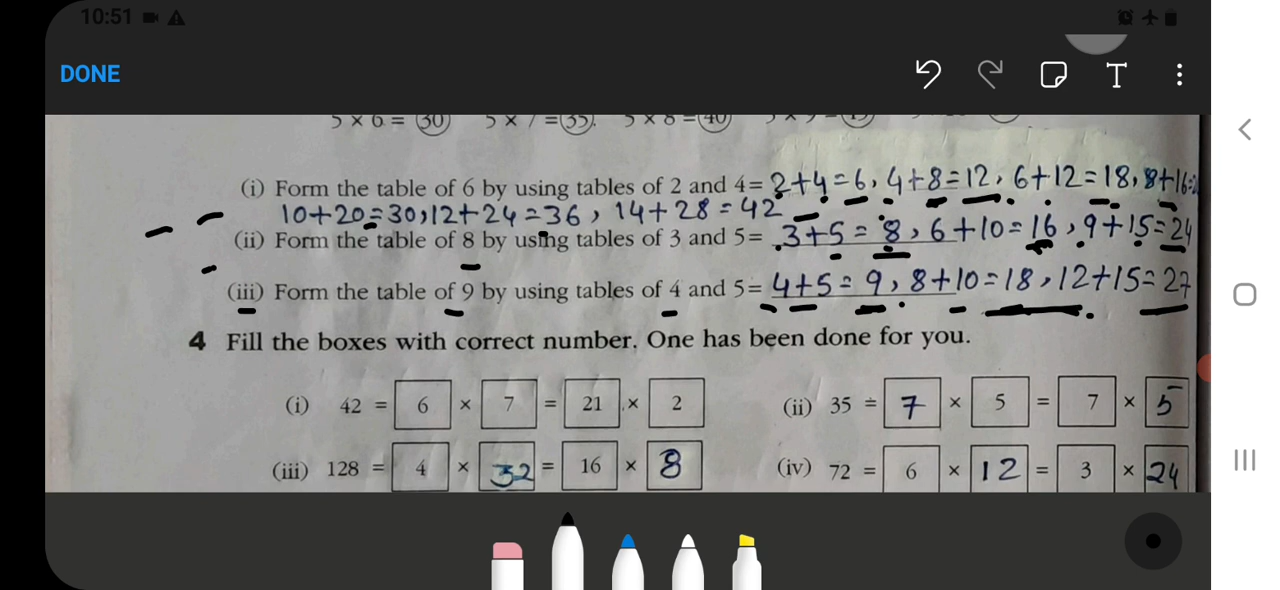 10:51
DONE
T
5 × 6 = 30 5 × 7 = 35. 5 × 8 = 40
(i) Form the table of 6 by using tables of 2 and 4= 2+4=6, 4+8=12, 6+12=18, 8+16=
10+20=30, 12+24=36, 14+28=42
(ii) Form the table of 8 by using tables of 3 and 5= 3+5=8, 6+10=16, 9+15=24
(iii) Form the table of 9 by using tables of 4 and 5= 4+5=9, 8+10=18, 12+15=27
4 Fill the boxes with correct number. One has been done for you.
(i) 42 = 6 × 7 = 21 × 2 (ii) 35 = 7 × 5 = 7 × 5
(iii) 128 = 4 × 32 = 16 × 8 (iv) 72 = 6 × 12 = 3 × 24